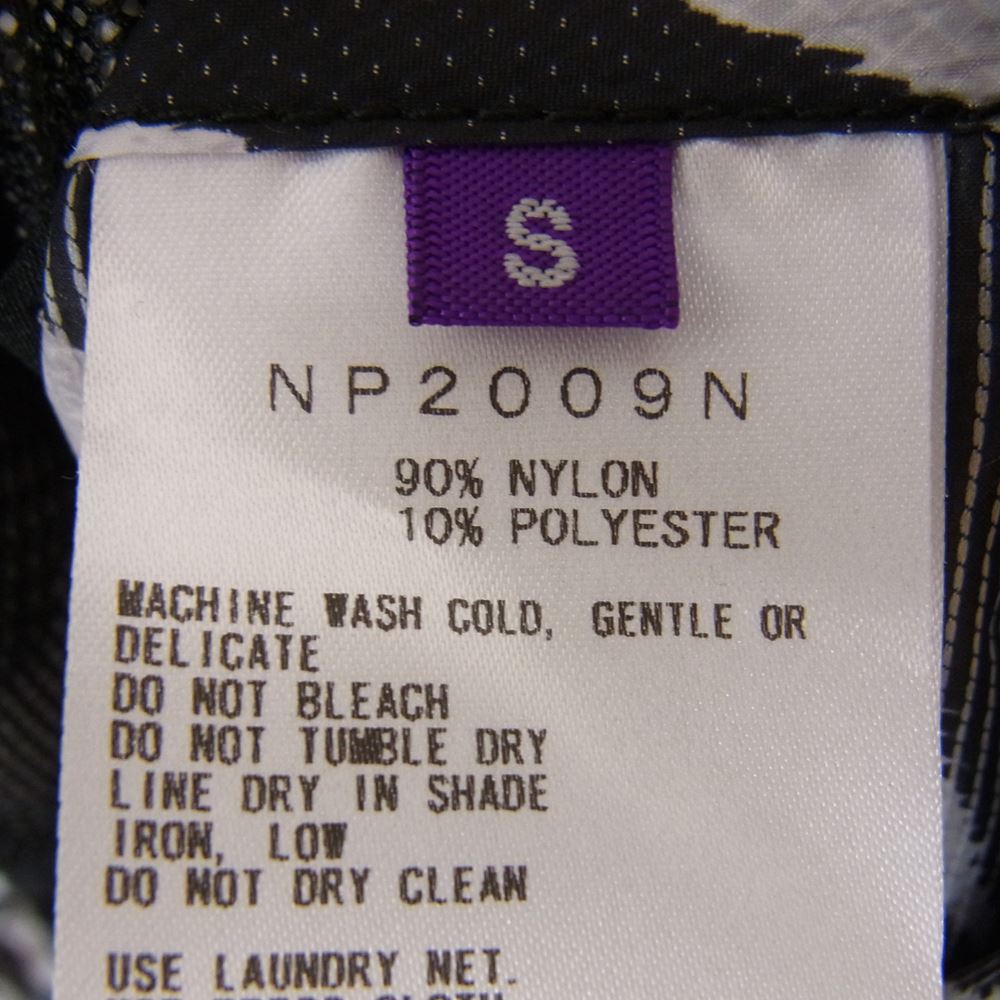 S
NP2009N
90% NYLON
10% POLYESTER
MACHINE WASH COLD, GENTLE OR
DELICATE
DO NOT BLEACH
DO NOT TUMBLE DRY
LINE DRY IN SHADE
IRON, LOW
DO NOT DRY CLEAN
USE LAUNDRY NET.